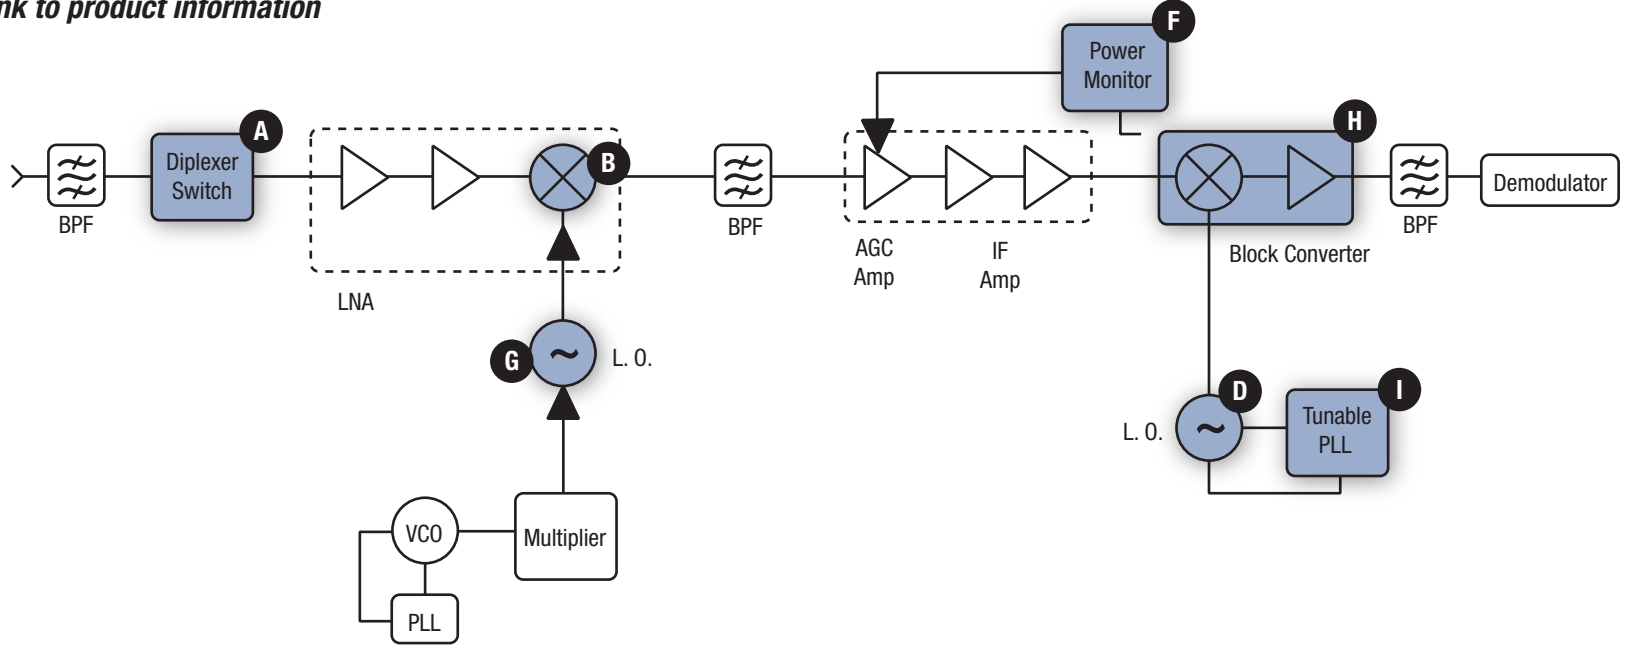 nk to product information
F
Power
Monitor
A
H
Diplexer
Switch
B
Demodulator
BPF
BPF
BPF
AGC
Amp
IF
Amp
Block Converter
LNA
G
L. O.
D
I
Tunable
PLL
L. O.
VCO
Multiplier
PLL